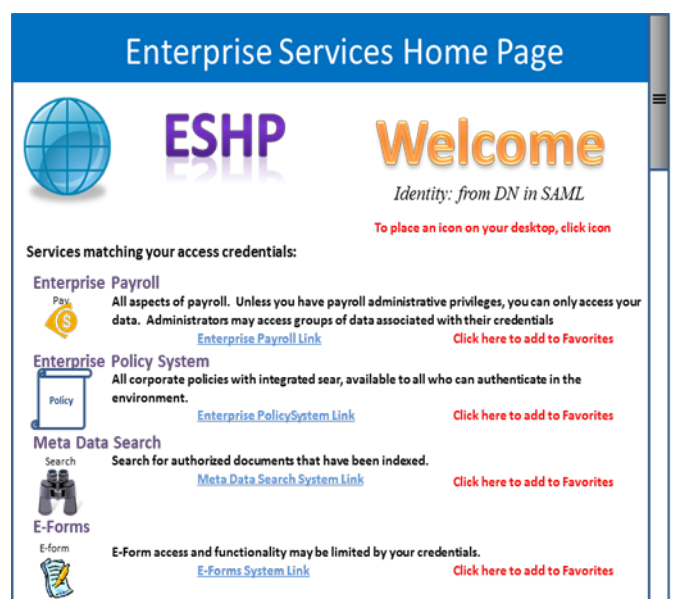 Enterprise Services Home Page
ESHP
Welcome
Identity: from DN in SAML
To place an icon on your desktop, click icon
Services matching your access credentials:
Enterprise Payroll
Pay
All aspects of payroll. Unless you have payroll administrative privileges, you can only access your
data. Administrators may access groups of data associated with their credentials
Enterprise Payroll Link
Click here to add to Favorites
Enterprise Policy System
Policy
All corporate policies with integrated sear, available to all who can authenticate in the
environment.
Enterprise PolicySystem Link
Click here to add to Favorites
Meta Data Search
Search
Search for authorized documents that have been indexed.
Meta Data Search System Link
Click here to add to Favorites
E-Forms
E-form
E-Form access and functionality may be limited by your credentials.
E-Forms System Link
Click here to add to Favorites